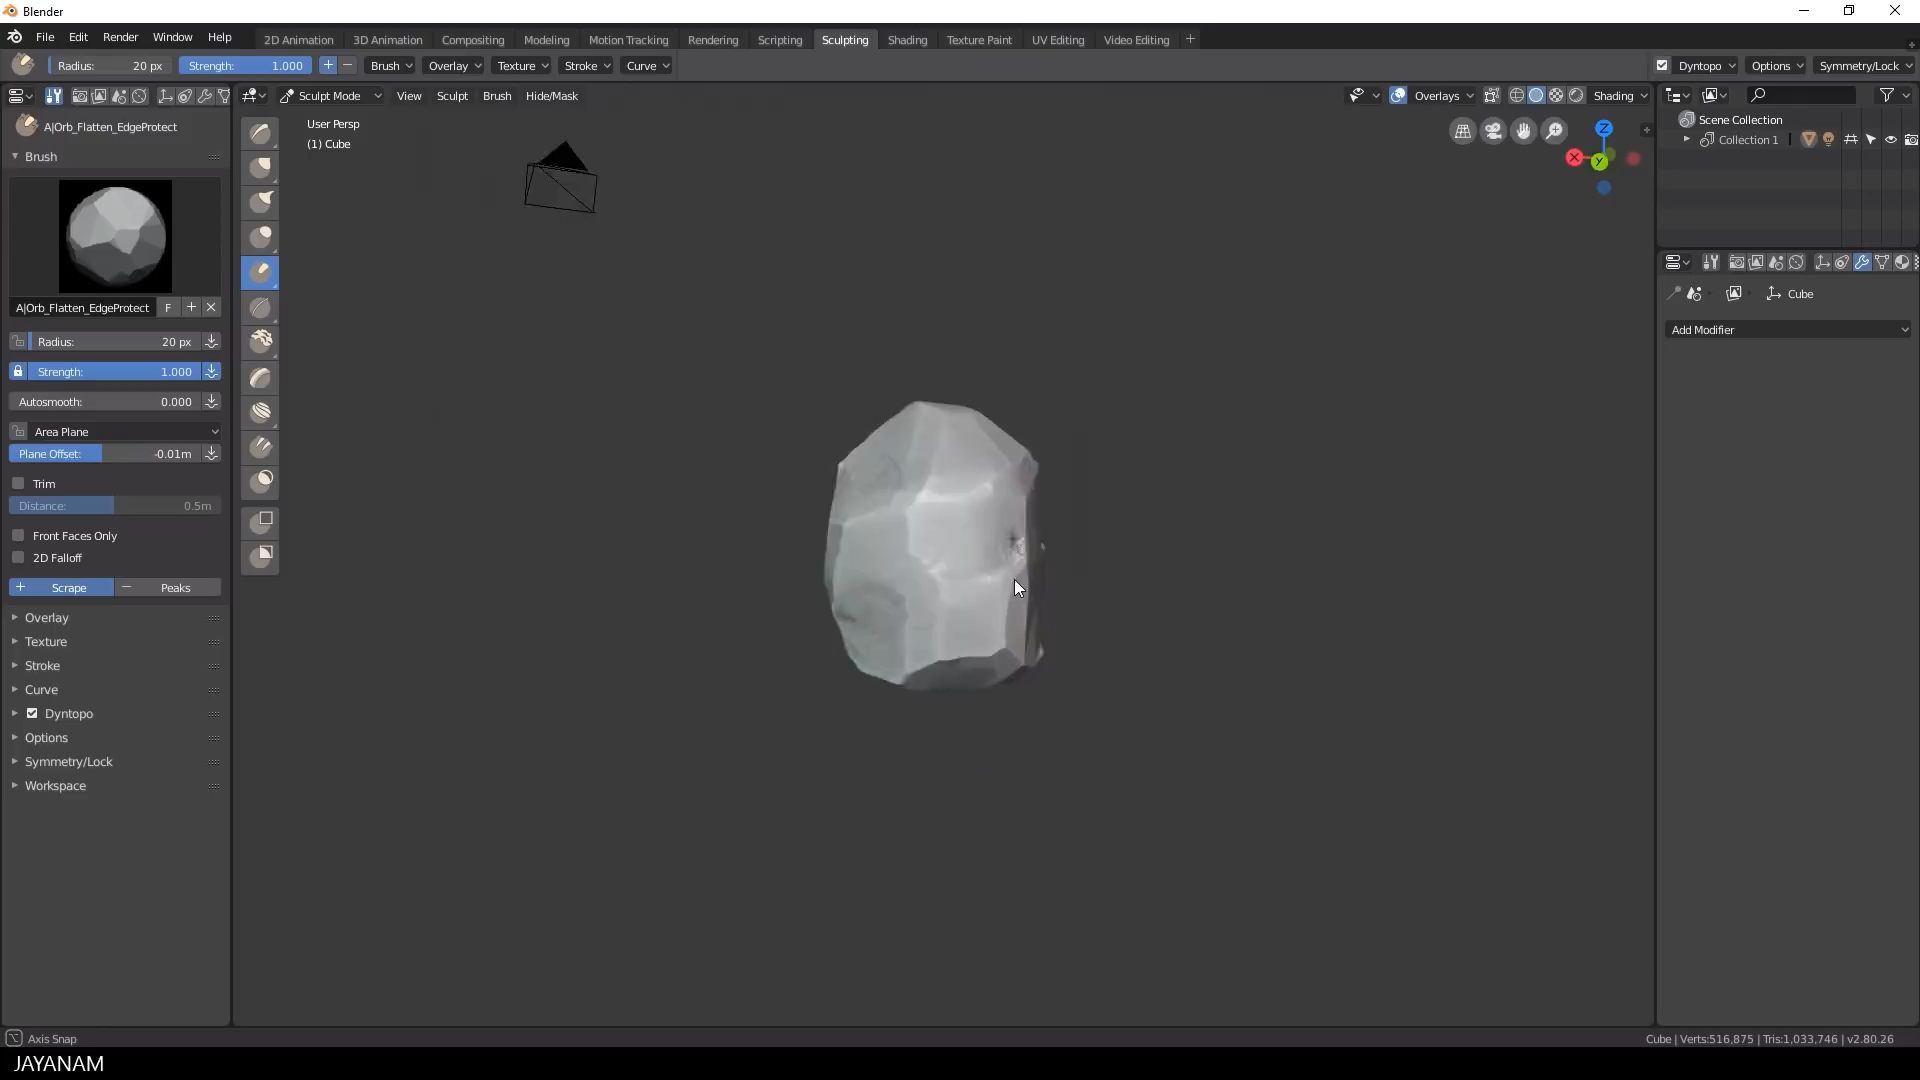 Blender
File Edit Render Window Help 2D Animation 3D Animation Compositing Modeling Motion Tracking Rendering Scripting Sculpting Shading Texture Paint UV Editing Video Editing +
Radius: 20 px Strength: 1.000 + − Brush Overlay Texture Stroke Curve Dyntopo Options Symmetry/Lock
Sculpt Mode View Sculpt Brush Hide/Mask Overlays Shading
A|Orb_Flatten_EdgeProtect
Brush
A|Orb_Flatten_EdgeProtect F
Radius: 20 px
Strength: 1.000
Autosmooth: 0.000
Area Plane
Plane Offset: -0.01m
Trim
Distance: 0.5m
Front Faces Only
2D Falloff
+ Scrape − Peaks
Overlay
Texture
Stroke
Curve
Dyntopo
Options
Symmetry/Lock
Workspace
User Persp
(1) Cube
Z
X
Y
Scene Collection
Collection 1
Cube
Add Modifier
Axis Snap
Cube | Verts:516,875 | Tris:1,033,746 | v2.80.26
JAYANAM